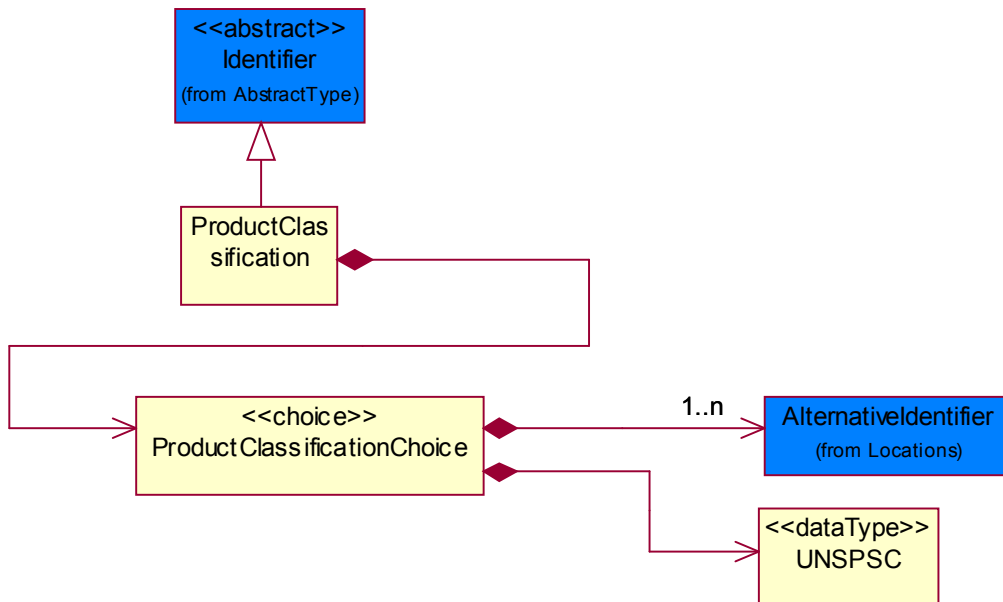 <<abstract>>
Identifier
(from AbstractType)
ProductClas
sification
<<choice>>
ProductClassificationChoice
1..n
AlternativeIdentifier
(from Locations)
<<dataType>>
UNSPSC